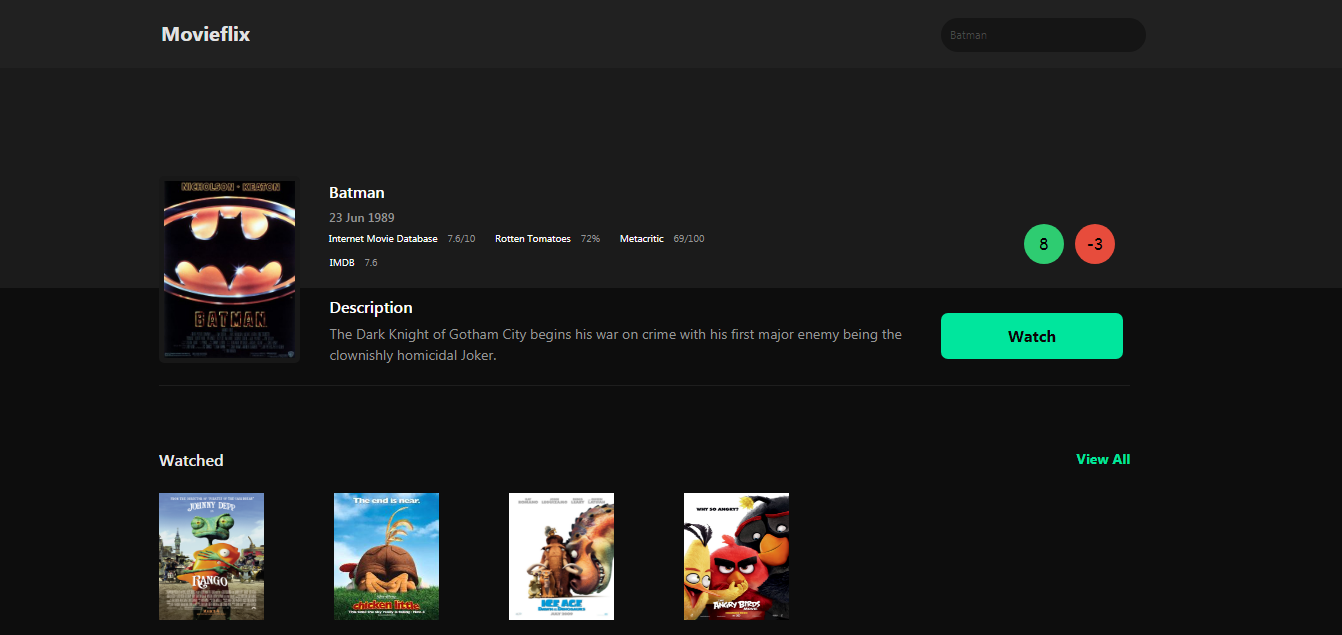 Movieflix
Batman
NICHOLSON · KEATON
BATMAN
Batman
23 Jun 1989
Internet Movie Database 7.6/10 Rotten Tomatoes 72% Metacritic 69/100
IMDB 7.6
8 -3
Description
The Dark Knight of Gotham City begins his war on crime with his first major enemy being the
clownishly homicidal Joker.
Watch
Watched
View All
JOHNNY DEPP
RANGO
The end is near.
chicken little
ICE AGE
WHY SO ANGRY?
ANGRY BIRDS